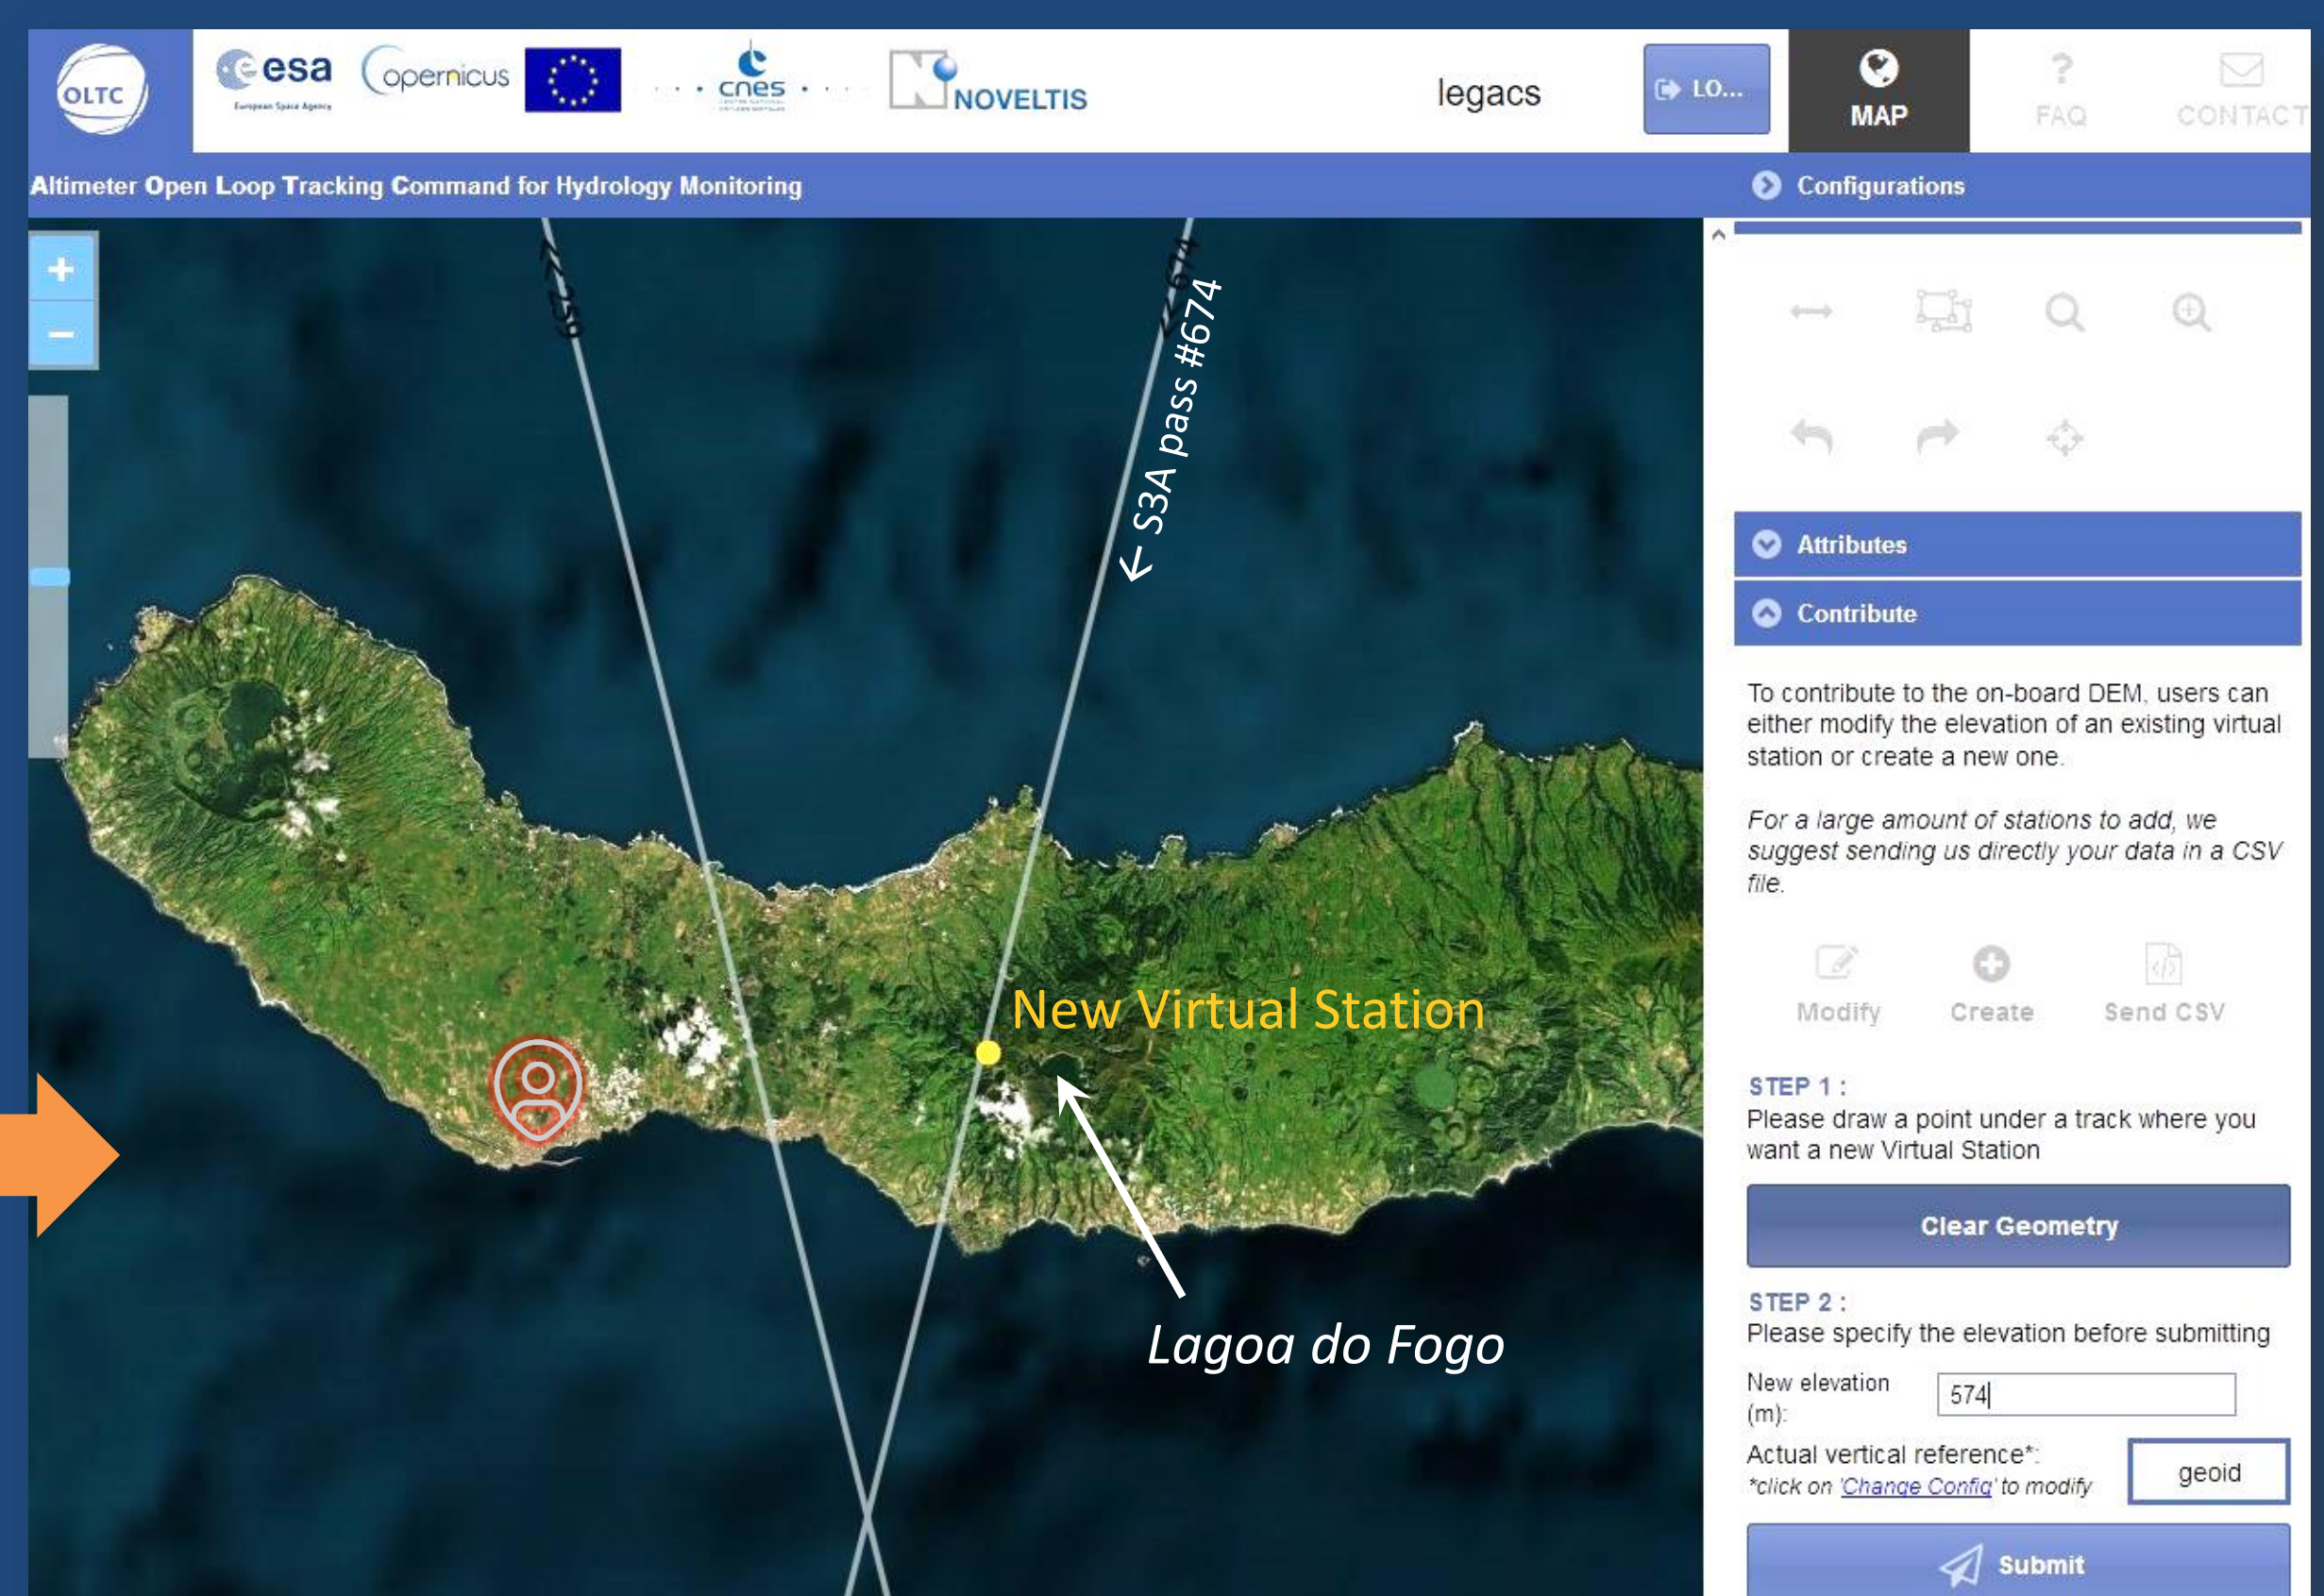 OLTC
esa
European Space Agency
opernicus
cnes
NOVELTIS
legacs
LO...
MAP
?
FAQ
CONTACT
Altimeter Open Loop Tracking Command for Hydrology Monitoring
Configurations
674
← S3A pass #674
Attributes
Contribute
To contribute to the on-board DEM, users can
either modify the elevation of an existing virtual
station or create a new one.
For a large amount of stations to add, we
suggest sending us directly your data in a CSV
file.
Modify
Create
Send CSV
New Virtual Station
STEP 1 :
Please draw a point under a track where you
want a new Virtual Station
Clear Geometry
Lagoa do Fogo
STEP 2 :
Please specify the elevation before submitting
New elevation
(m):
574
Actual vertical reference*:
*click on 'Change Config' to modify
geoid
Submit